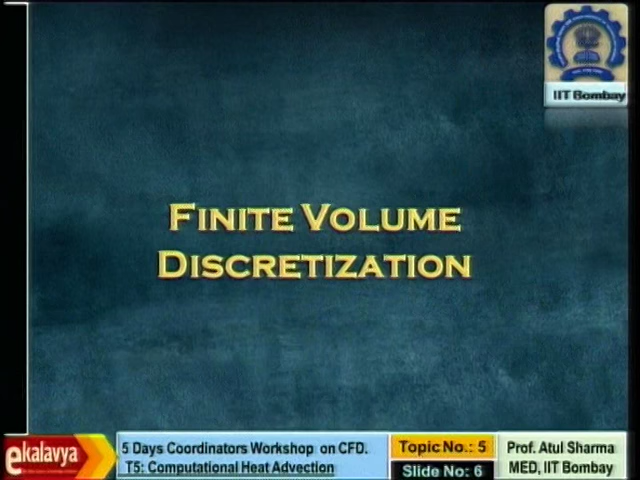 IIT Bombay
FINITE VOLUME
DISCRETIZATION
ekalavya
5 Days Coordinators Workshop on CFD.
T5: Computational Heat Advection
Topic No.: 5
Slide No: 6
Prof. Atul Sharma
MED, IIT Bombay